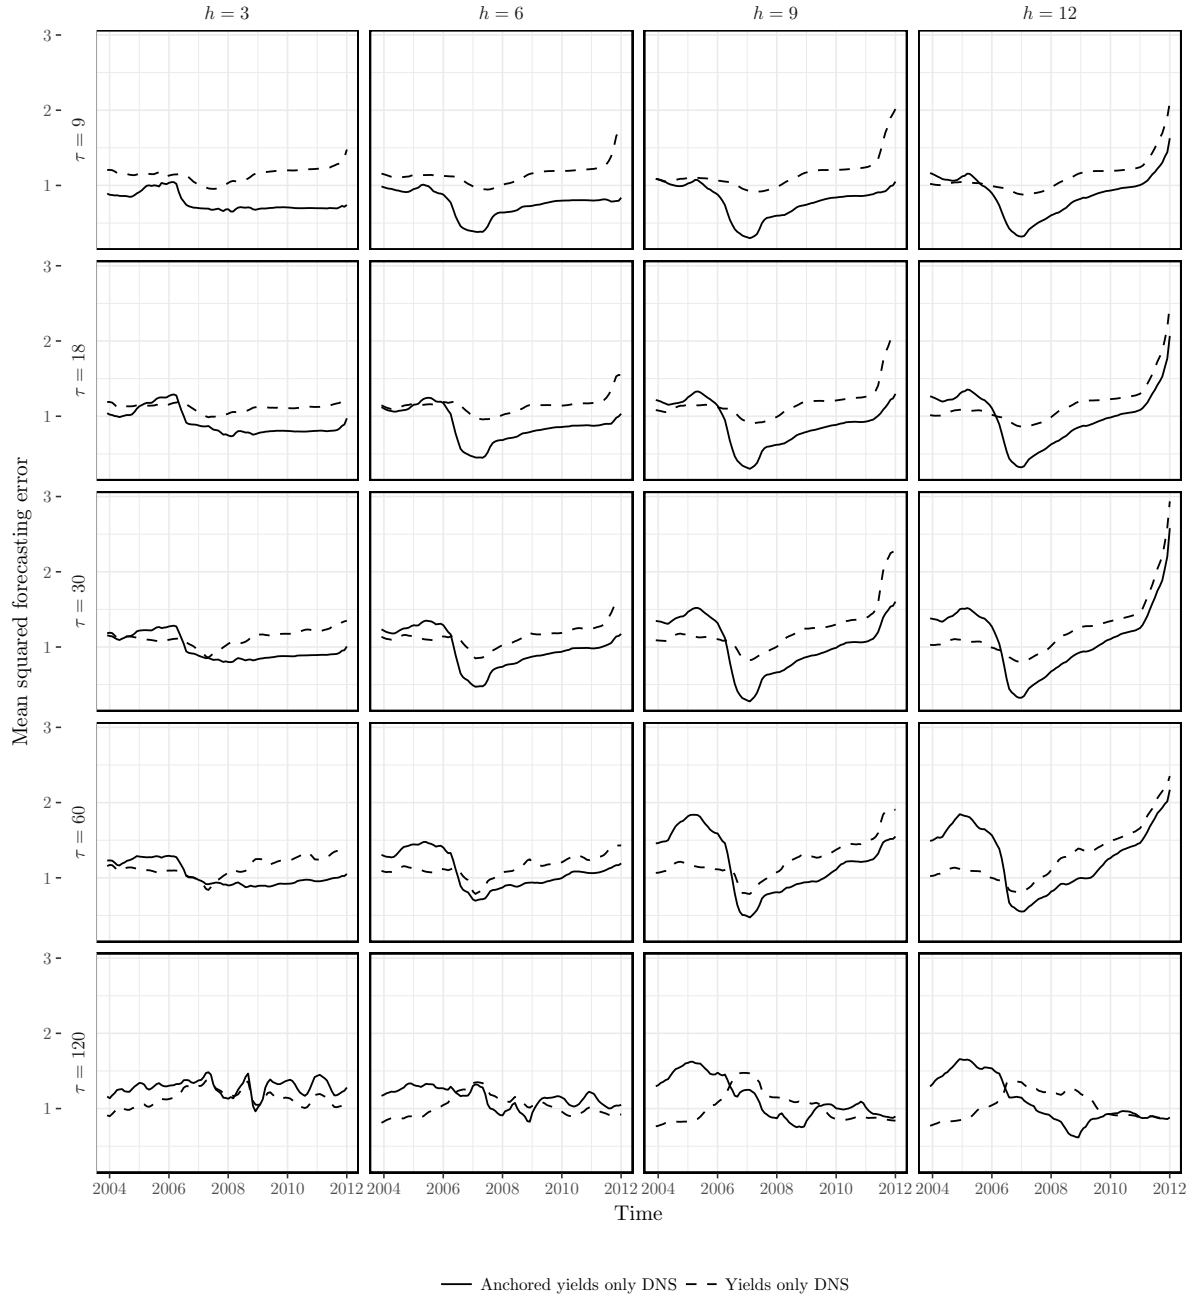 h = 3 h = 6 h = 9 h = 12
Mean squared forecasting error
τ = 9
3
2
1
τ = 18
3
2
1
τ = 30
3
2
1
τ = 60
3
2
1
τ = 120
3
2
1
2004 2006 2008 2010 2012 2004 2006 2008 2010 2012 2004 2006 2008 2010 2012 2004 2006 2008 2010 2012
Time
Anchored yields only DNS Yields only DNS